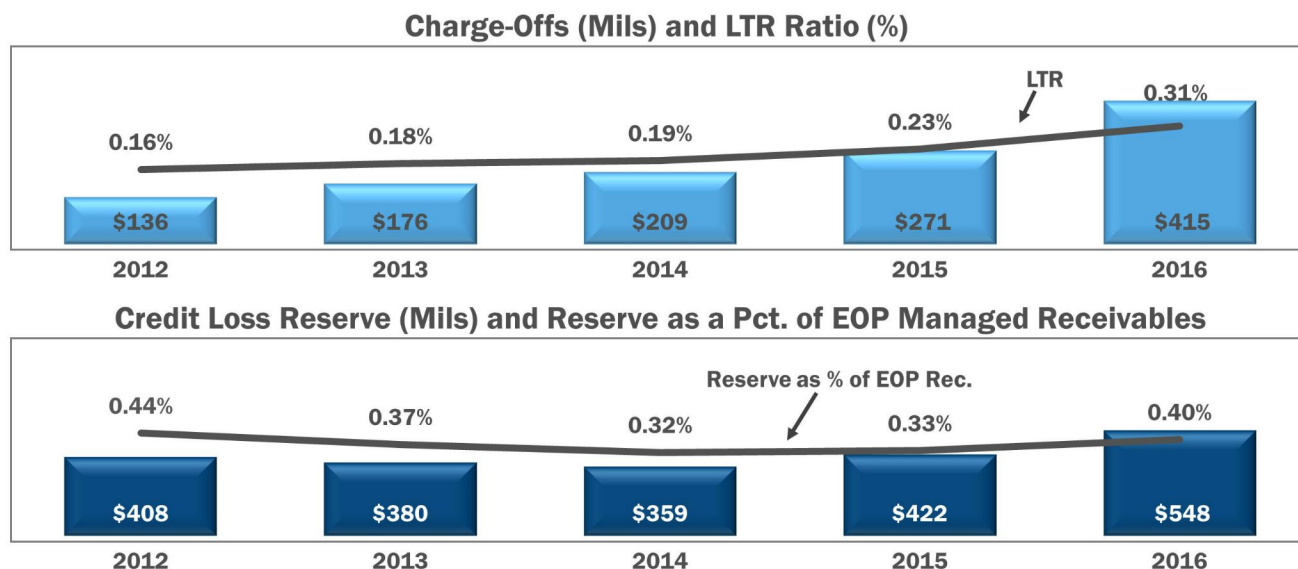 Charge-Offs (Mils) and LTR Ratio (%)
LTR
0.16% 0.18% 0.19% 0.23% 0.31%
$136 $176 $209 $271 $415
2012 2013 2014 2015 2016
Credit Loss Reserve (Mils) and Reserve as a Pct. of EOP Managed Receivables
Reserve as % of EOP Rec.
0.44% 0.37% 0.32% 0.33% 0.40%
$408 $380 $359 $422 $548
2012 2013 2014 2015 2016